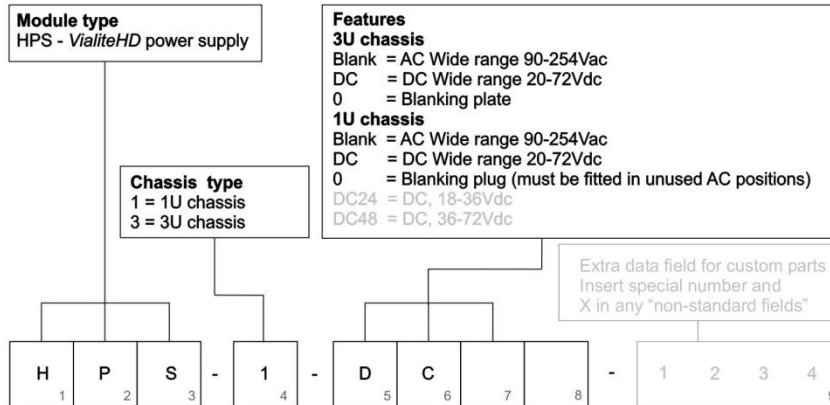 Module type
HPS - VialiteHD power supply
Features
3U chassis
Blank = AC Wide range 90-254Vac
DC = DC Wide range 20-72Vdc
0 = Blanking plate
1U chassis
Blank = AC Wide range 90-254Vac
DC = DC Wide range 20-72Vdc
0 = Blanking plug (must be fitted in unused AC positions)
DC24 = DC, 18-36Vdc
DC48 = DC, 36-72Vdc
Chassis type
1 = 1U chassis
3 = 3U chassis
Extra data field for custom parts
Insert special number and
X in any “non-standard fields”
H P S - 1 - D C - 1 2 3 4
1 2 3 4 5 6 7 8 9